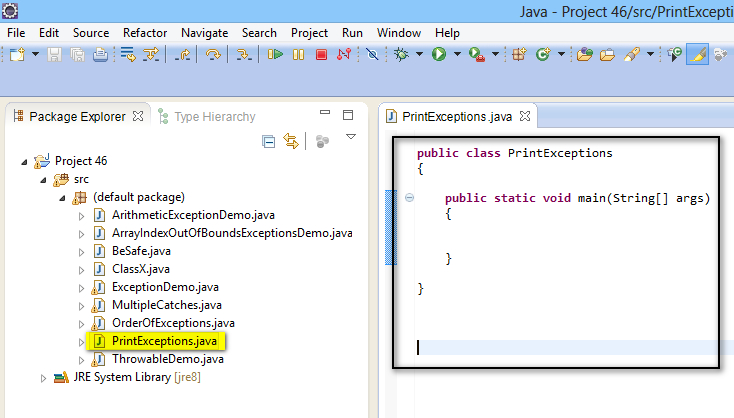 Java - Project 46/src/PrintExcepti
File Edit Source Refactor Navigate Search Project Run Window Help
Package Explorer
Type Hierarchy
Project 46
src
(default package)
ArithmeticExceptionDemo.java
ArrayIndexOutOfBoundsExceptionsDemo.java
BeSafe.java
ClassX.java
ExceptionDemo.java
MultipleCatches.java
OrderOfExceptions.java
PrintExceptions.java
ThrowableDemo.java
JRE System Library [jre8]
PrintExceptions.java
public class PrintExceptions
{
public static void main(String[] args)
{
}
}